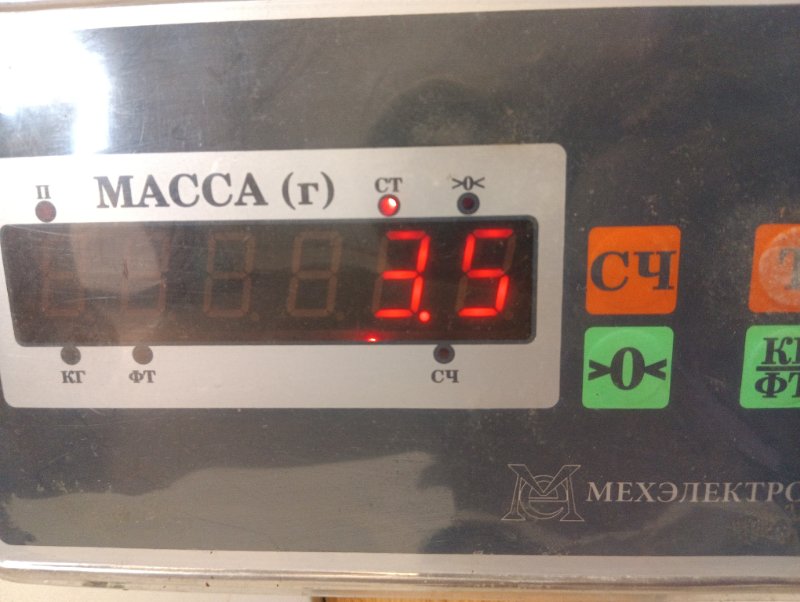 П МАССА (г) СТ >0<
3.5
КГ ФТ СЧ
СЧ
>0<
МЕХЭЛЕКТРО